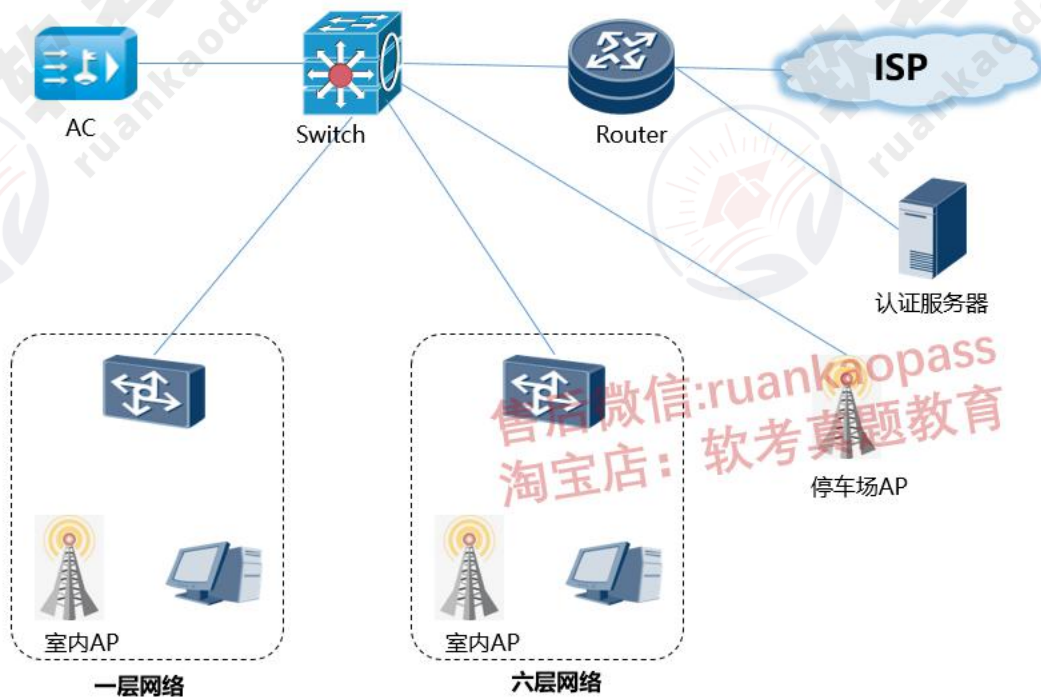 AC
Switch
Router
ISP
认证服务器
售后微信:ruankaopass
淘宝店：软考真题教育
停车场AP
室内AP
室内AP
一层网络
六层网络